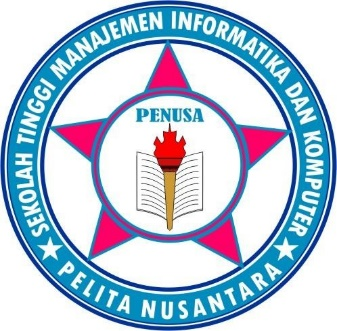 SEKOLAH TINGGI MANAJEMEN INFORMATIKA DAN KOMPUTER
PENUSA
PELITA NUSANTARA